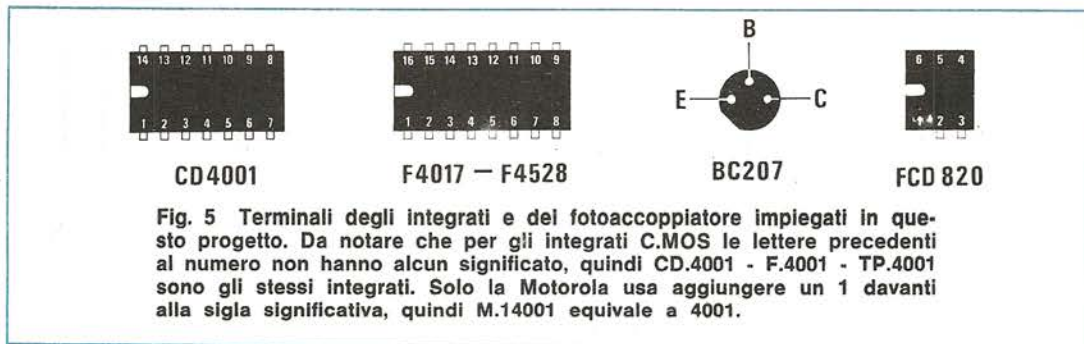 14 13 12 11 10 9 8
1 2 3 4 5 6 7
CD4001
16 15 14 13 12 11 10 9
1 2 3 4 5 6 7 8
F4017 — F4528
B
E C
BC207
6 5 4
2 3
FCD 820
Fig. 5 Terminali degli integrati e del fotoaccoppiatore impiegati in que-
sto progetto. Da notare che per gli integrati C.MOS le lettere precedenti
al numero non hanno alcun significato, quindi CD.4001 - F.4001 - TP.4001
sono gli stessi integrati. Solo la Motorola usa aggiungere un 1 davanti
alla sigla significativa, quindi M.14001 equivale a 4001.